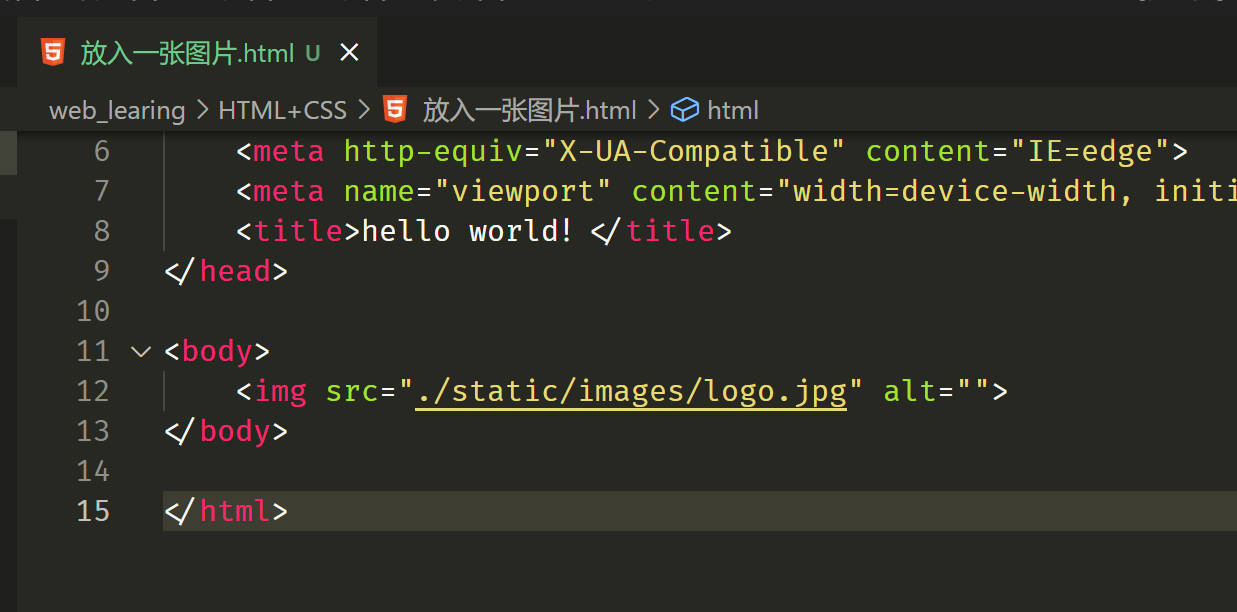 放入一张图片.html U
web_learing > HTML+CSS > 放入一张图片.html > html
6 <meta http-equiv="X-UA-Compatible" content="IE=edge">
7 <meta name="viewport" content="width=device-width, initi
8 <title>hello world! </title>
9 </head>
10
11 <body>
12 <img src="./static/images/logo.jpg" alt="">
13 </body>
14
15 </html>